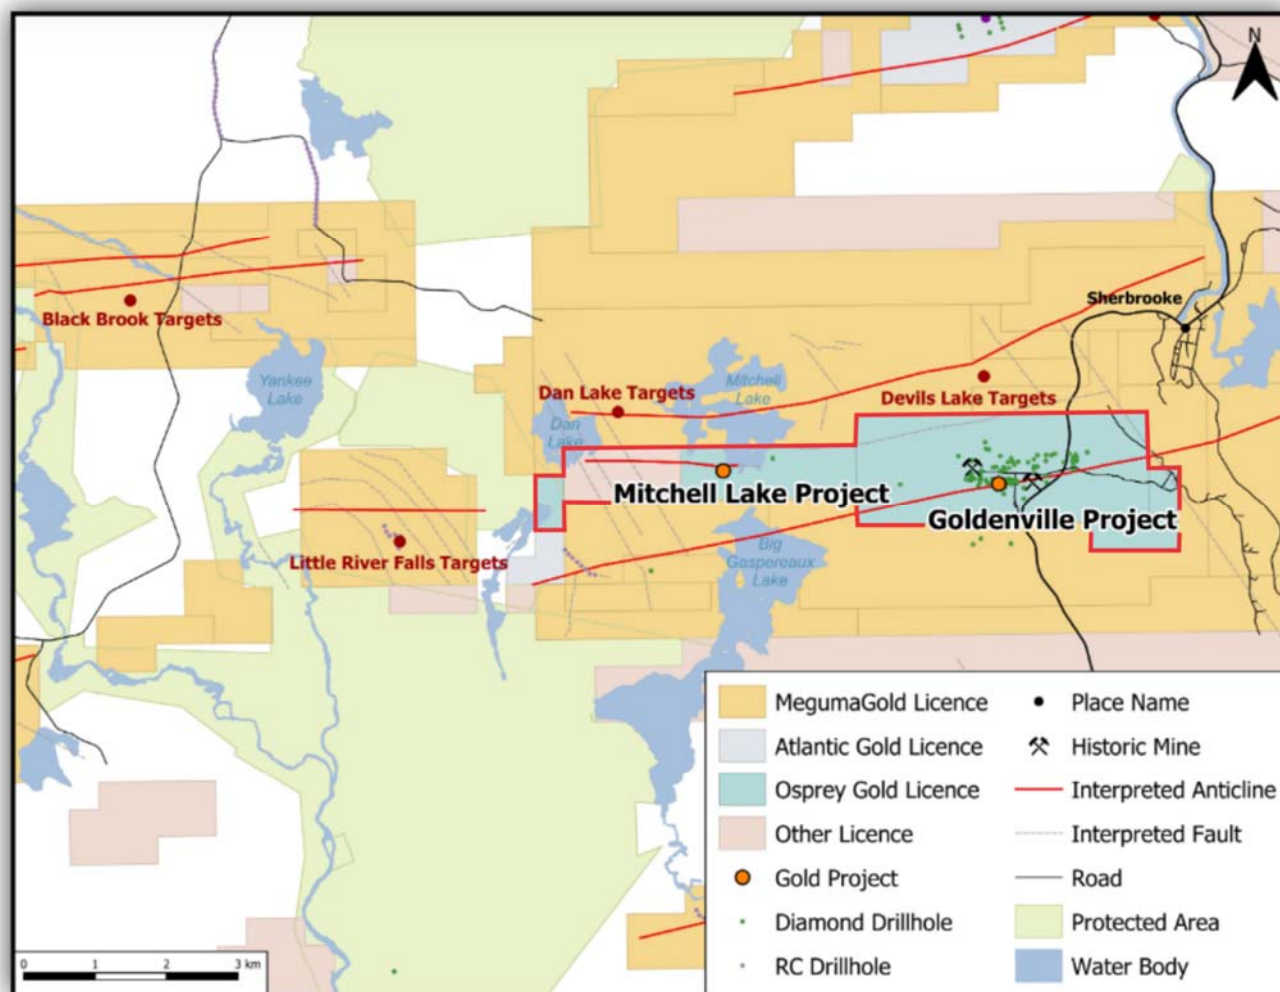 N
Sherbrooke
Black Brook Targets
Yankee
Lake
Mitchell
Lake
Dan Lake Targets
Devils Lake Targets
Dan
Lake
Mitchell Lake Project
Goldenville Project
Big
Gaspereaux
Lake
Little River Falls Targets
MegumaGold Licence
Place Name
Atlantic Gold Licence
Historic Mine
Osprey Gold Licence
Interpreted Anticline
Other Licence
Interpreted Fault
Gold Project
Road
Diamond Drillhole
Protected Area
RC Drillhole
Water Body
0 1 2 3 km